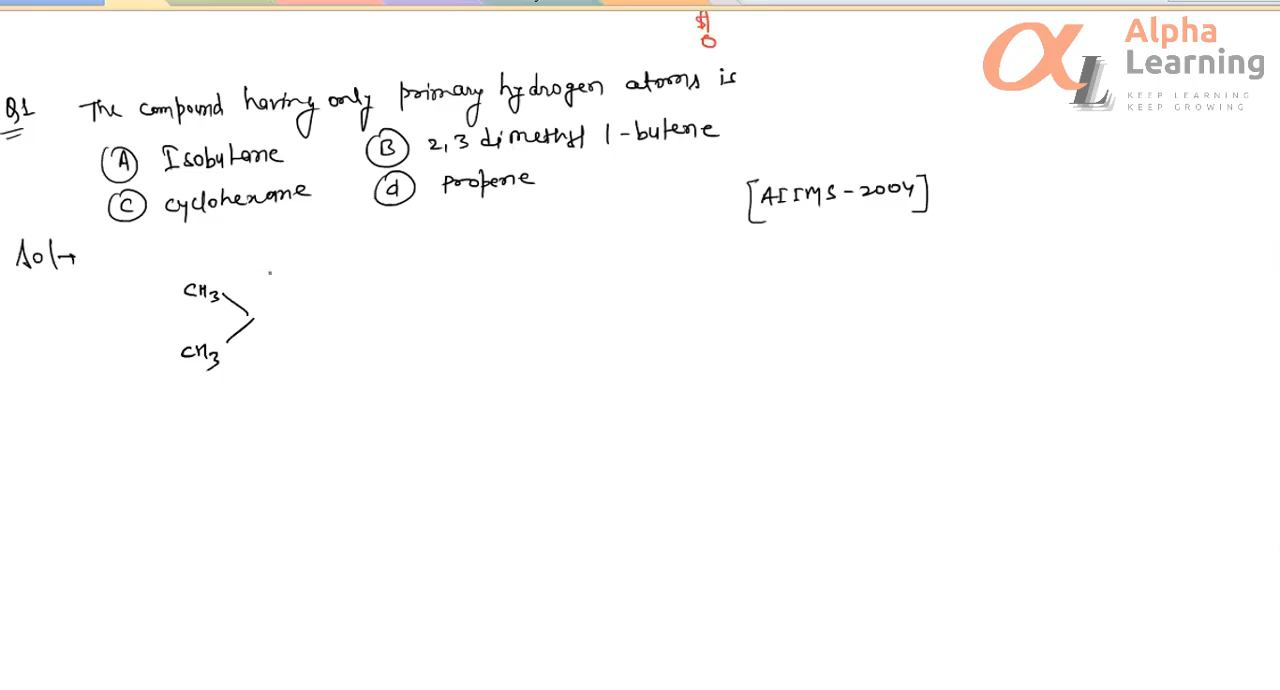 $
0
Alpha
Learning
KEEP LEARNING
KEEP GROWING
Q1 The compound having only primary hydrogen atoms is
(A) Isobutane (B) 2,3 dimethyl 1-butene
(C) cyclohexane (d) propene
[AIIMS-2004]
Sol→
CH3
CH3